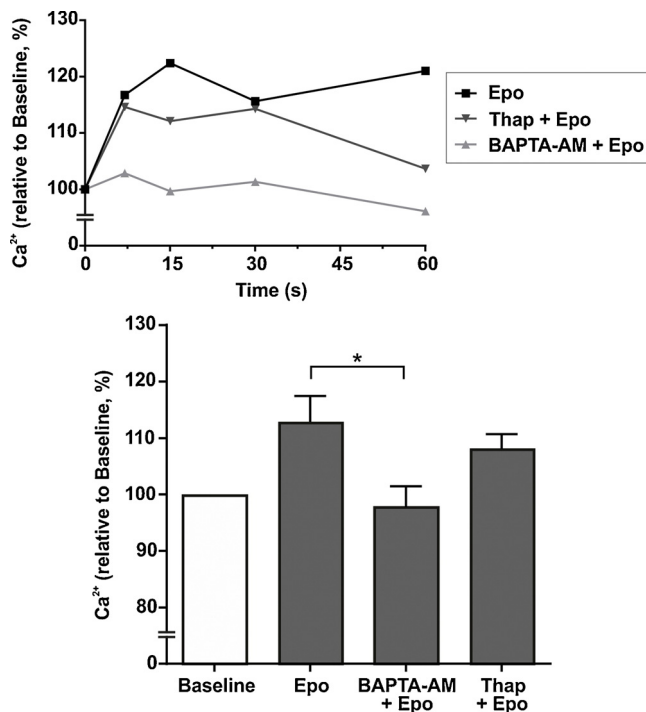 130
120
110
100
0
Ca²⁺ (relative to Baseline, %)
0 15 30 45 60
Time (s)
Epo
Thap + Epo
BAPTA-AM + Epo
130
120
110
100
90
80
0
Ca²⁺ (relative to Baseline, %)
*
Baseline Epo BAPTA-AM Thap
+ Epo + Epo